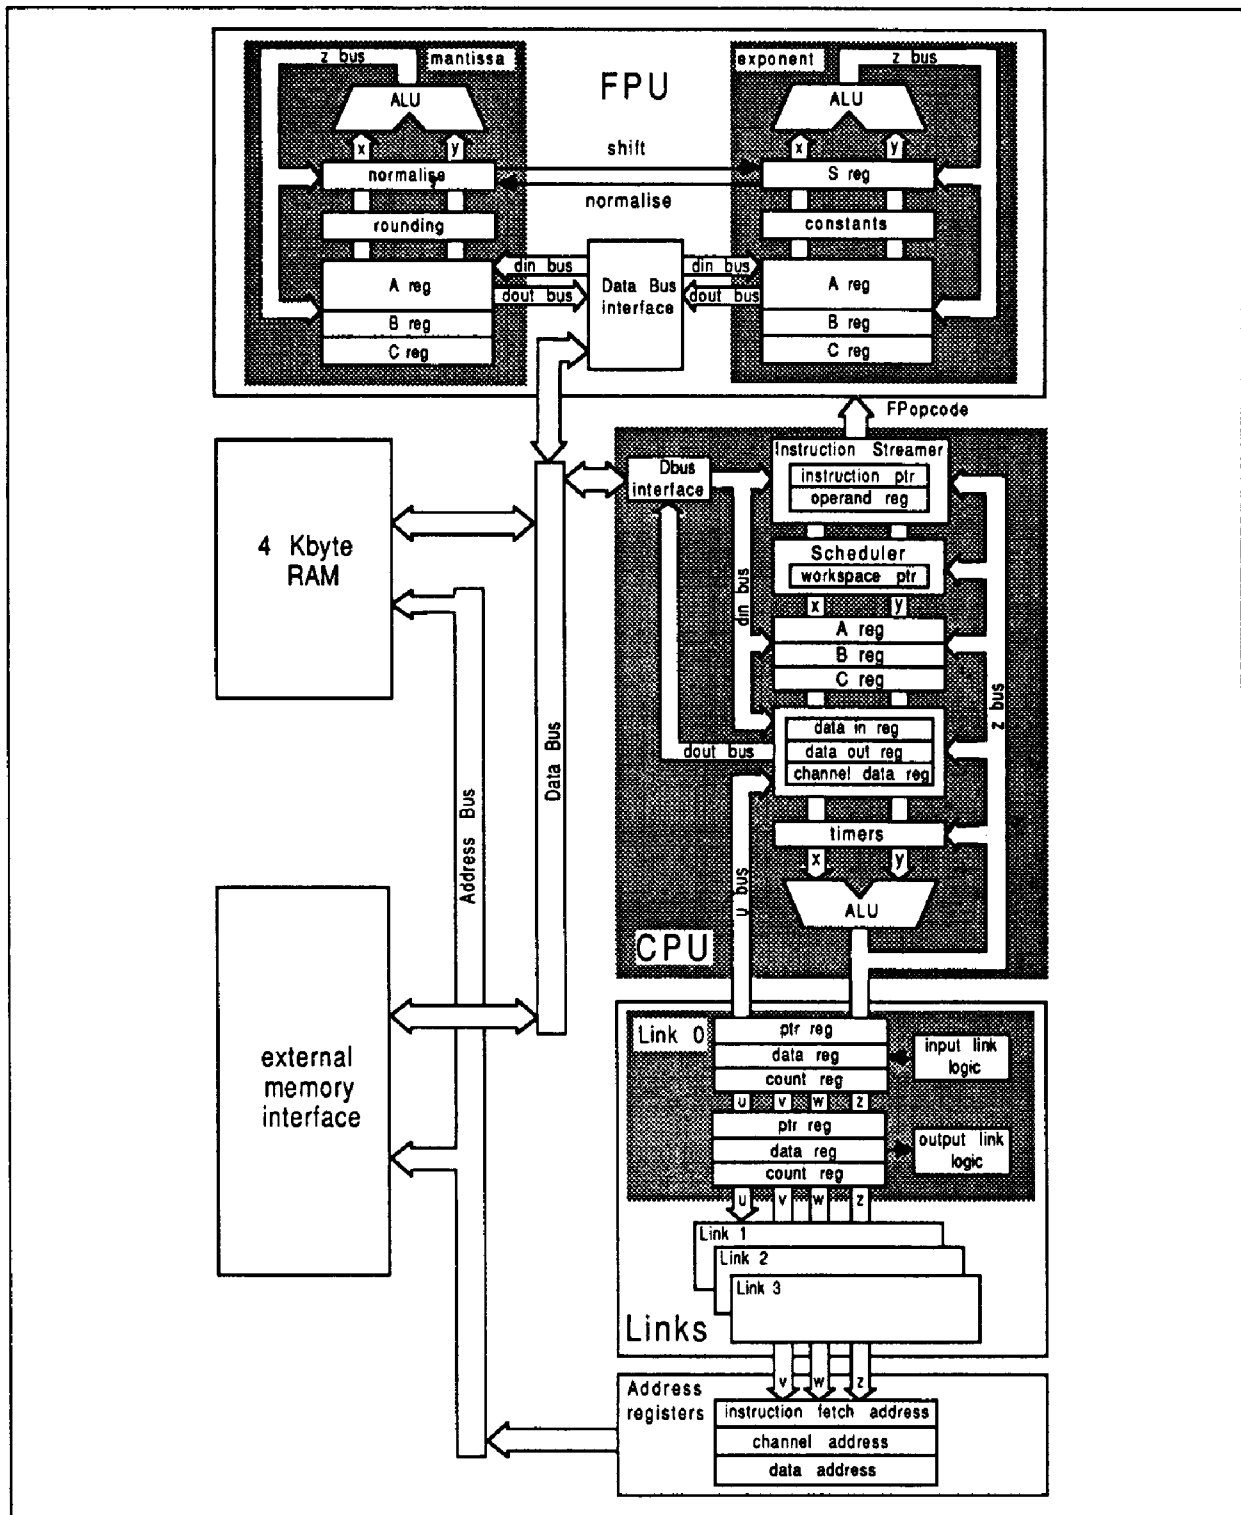 z bus
mantissa
ALU
x
y
normalise
rounding
A reg
B reg
C reg
FPU
shift
normalise
din bus
dout bus
Data Bus
interface
din bus
dout bus
exponent
z bus
ALU
x
y
S reg
constants
A reg
B reg
C reg
FPopcode
4 Kbyte
RAM
Address Bus
Data Bus
external
memory
interface
Dbus
interface
Instruction Streamer
instruction ptr
operand reg
Scheduler
workspace ptr
x
y
A reg
B reg
C reg
din bus
z bus
data in reg
data out reg
channel data reg
dout bus
timers
x
y
u bus
ALU
CPU
Link 0
ptr reg
data reg
count reg
input link
logic
u
v
w
z
ptr reg
data reg
count reg
output link
logic
u
v
w
z
Link 1
Link 2
Link 3
Links
v
w
z
Address
registers
instruction fetch address
channel address
data address